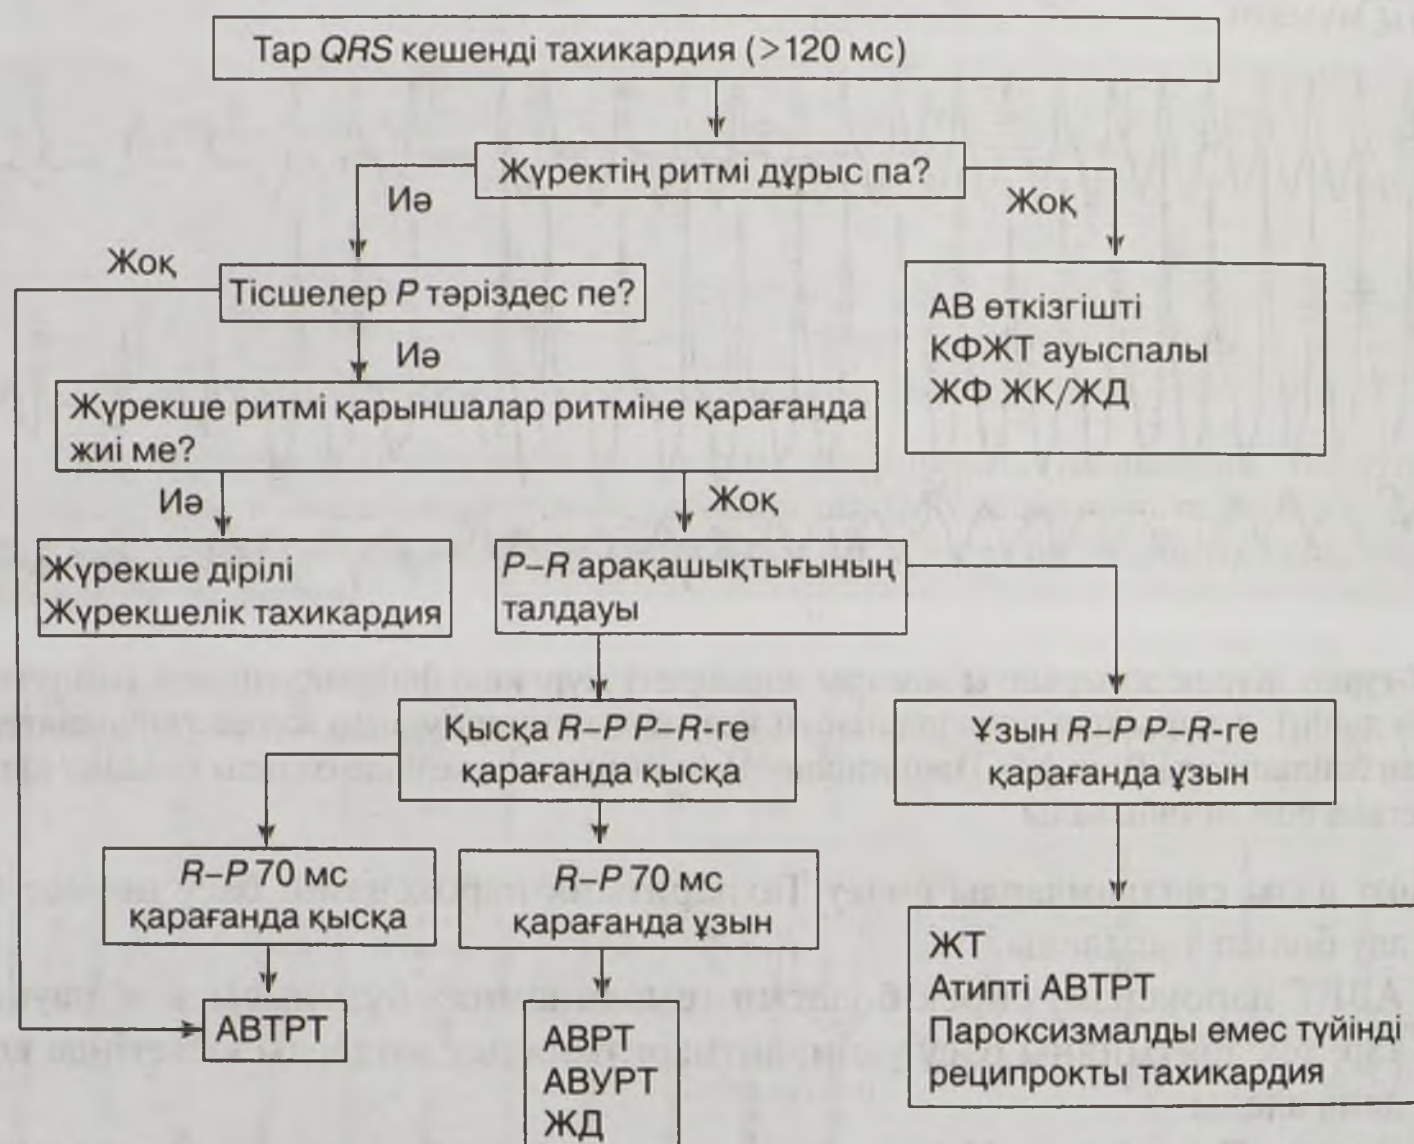 Тар QRS кешенді тахикардия (>120 мс)
Жүректің ритмі дұрыс па?
Иә
Жоқ
Жоқ
Тісшелер P тәріздес пе?
АВ өткізгішті
КФЖТ ауыспалы
ЖФ ЖК/ЖД
Иә
Жүрекше ритмі қарыншалар ритміне қарағанда
жиі ме?
Иә
Жоқ
Жүрекше дірілі
Жүрекшелік тахикардия
P–R арақашықтығының
талдауы
Қысқа R–P P–R-ге
қарағанда қысқа
Ұзын R–P P–R-ге
қарағанда ұзын
R–P 70 мс
қарағанда қысқа
R–P 70 мс
қарағанда ұзын
АВТРТ
АВРТ
АВУРТ
ЖД
ЖТ
Атипті АВТРТ
Пароксизмалды емес түйінді
реципрокты тахикардия